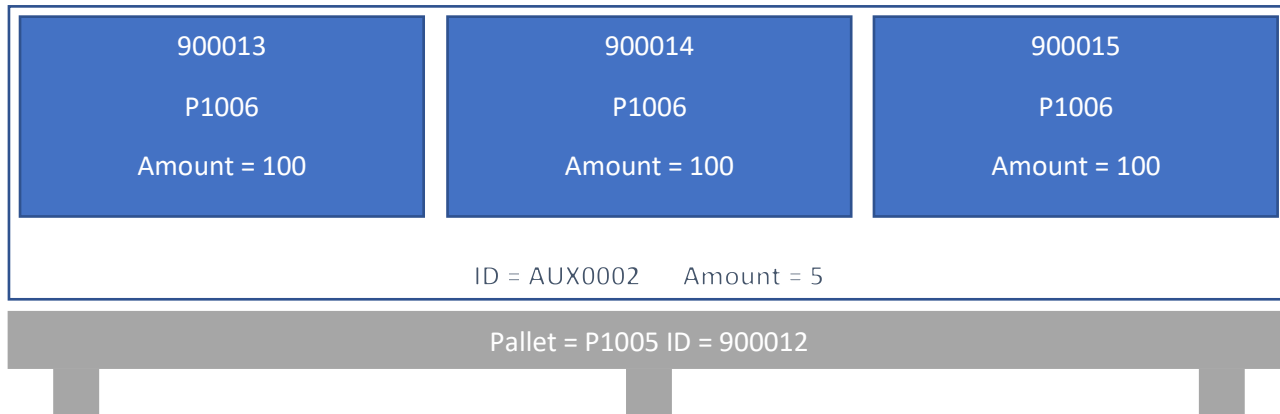 900013
P1006
Amount = 100
900014
P1006
Amount = 100
900015
P1006
Amount = 100
ID = AUX0002 Amount = 5
Pallet = P1005 ID = 900012